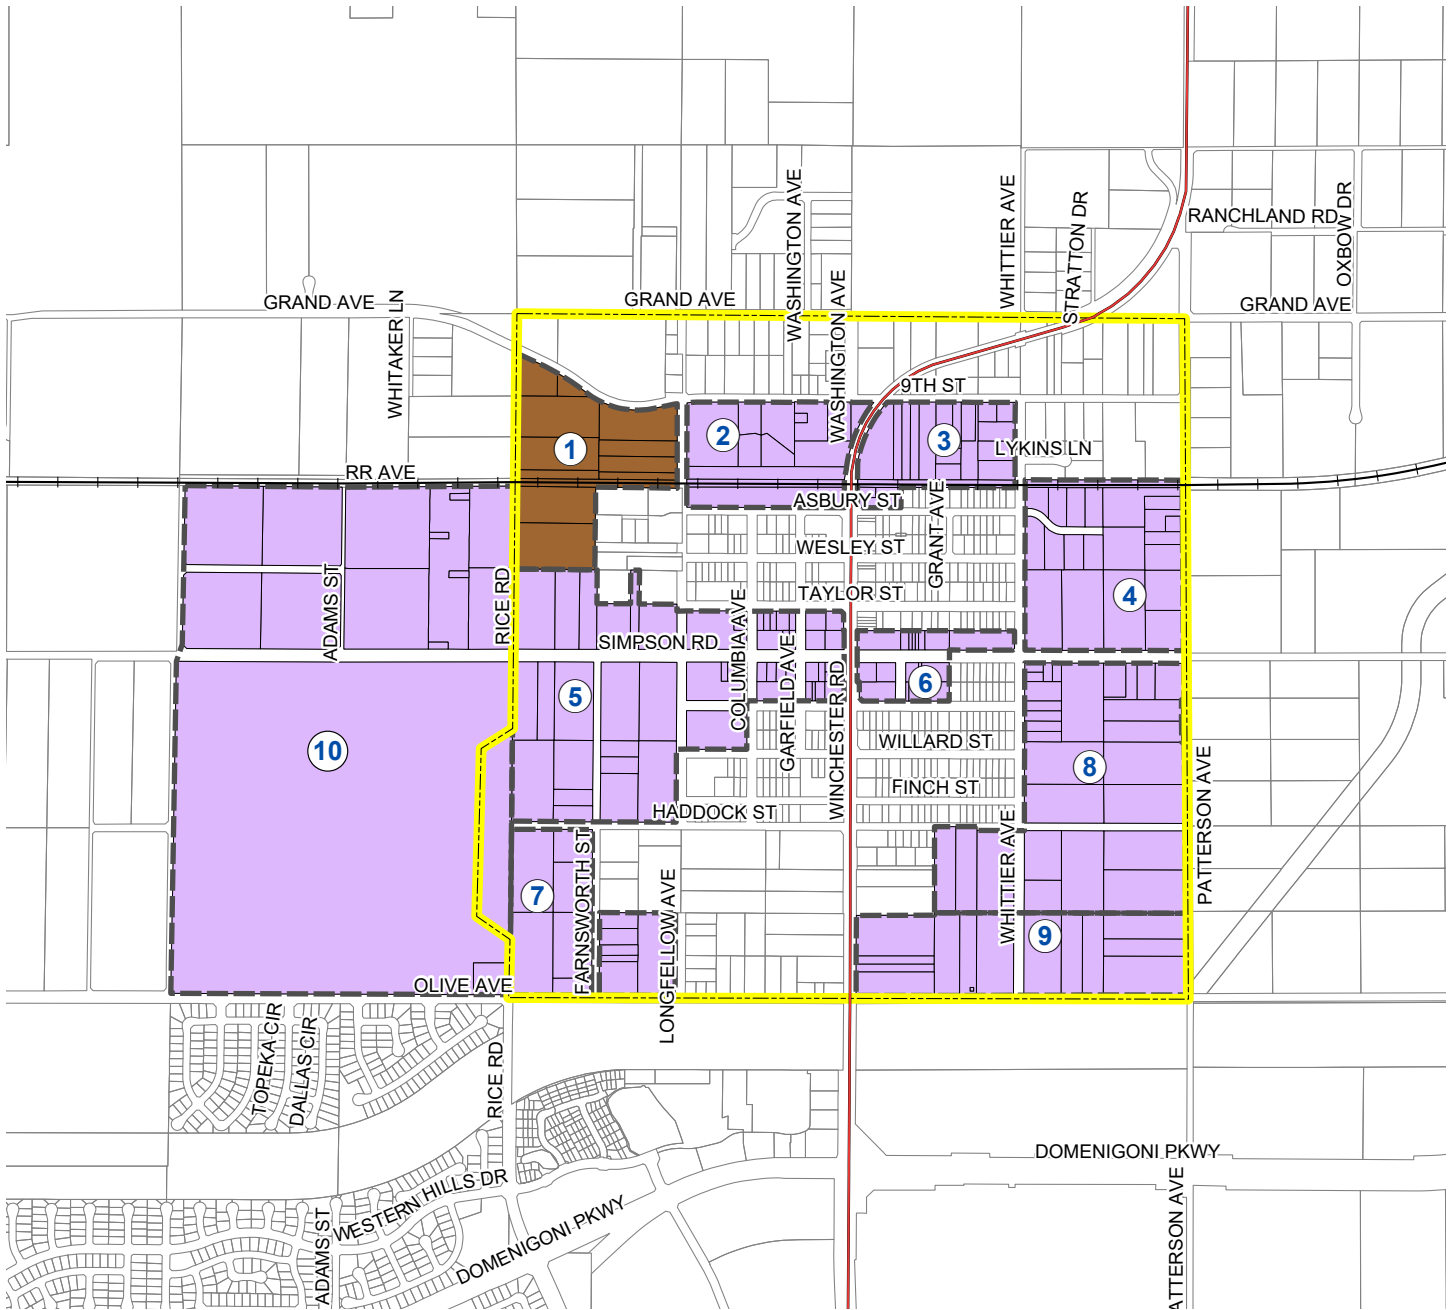 WASHINGTON AVE
WHITTIER AVE
STRATTON DR
RANCHLAND RD
OXBOW DR
GRAND AVE
GRAND AVE
GRAND AVE
WHITAKER LN
WASHINGTON AVE
9TH ST
1
2
3
LYKINS LN
RR AVE
ASBURY ST
GRANT AVE
WESLEY ST
ADAMS ST
RICE RD
TAYLOR ST
4
COLUMBIA AVE
SIMPSON RD
GARFIELD AVE
WINCHESTER RD
5
6
10
WILLARD ST
8
PATTERSON AVE
FINCH ST
HADDOCK ST
FARNSWORTH ST
WHITTIER AVE
7
LONGFELLOW AVE
9
OLIVE AVE
TOPEKA CIR
DALLAS CIR
RICE RD
DOMENIGONI PKWY
WESTERN HILLS DR
ADAMS ST
DOMENIGONI PKWY
ATTERSON AVE